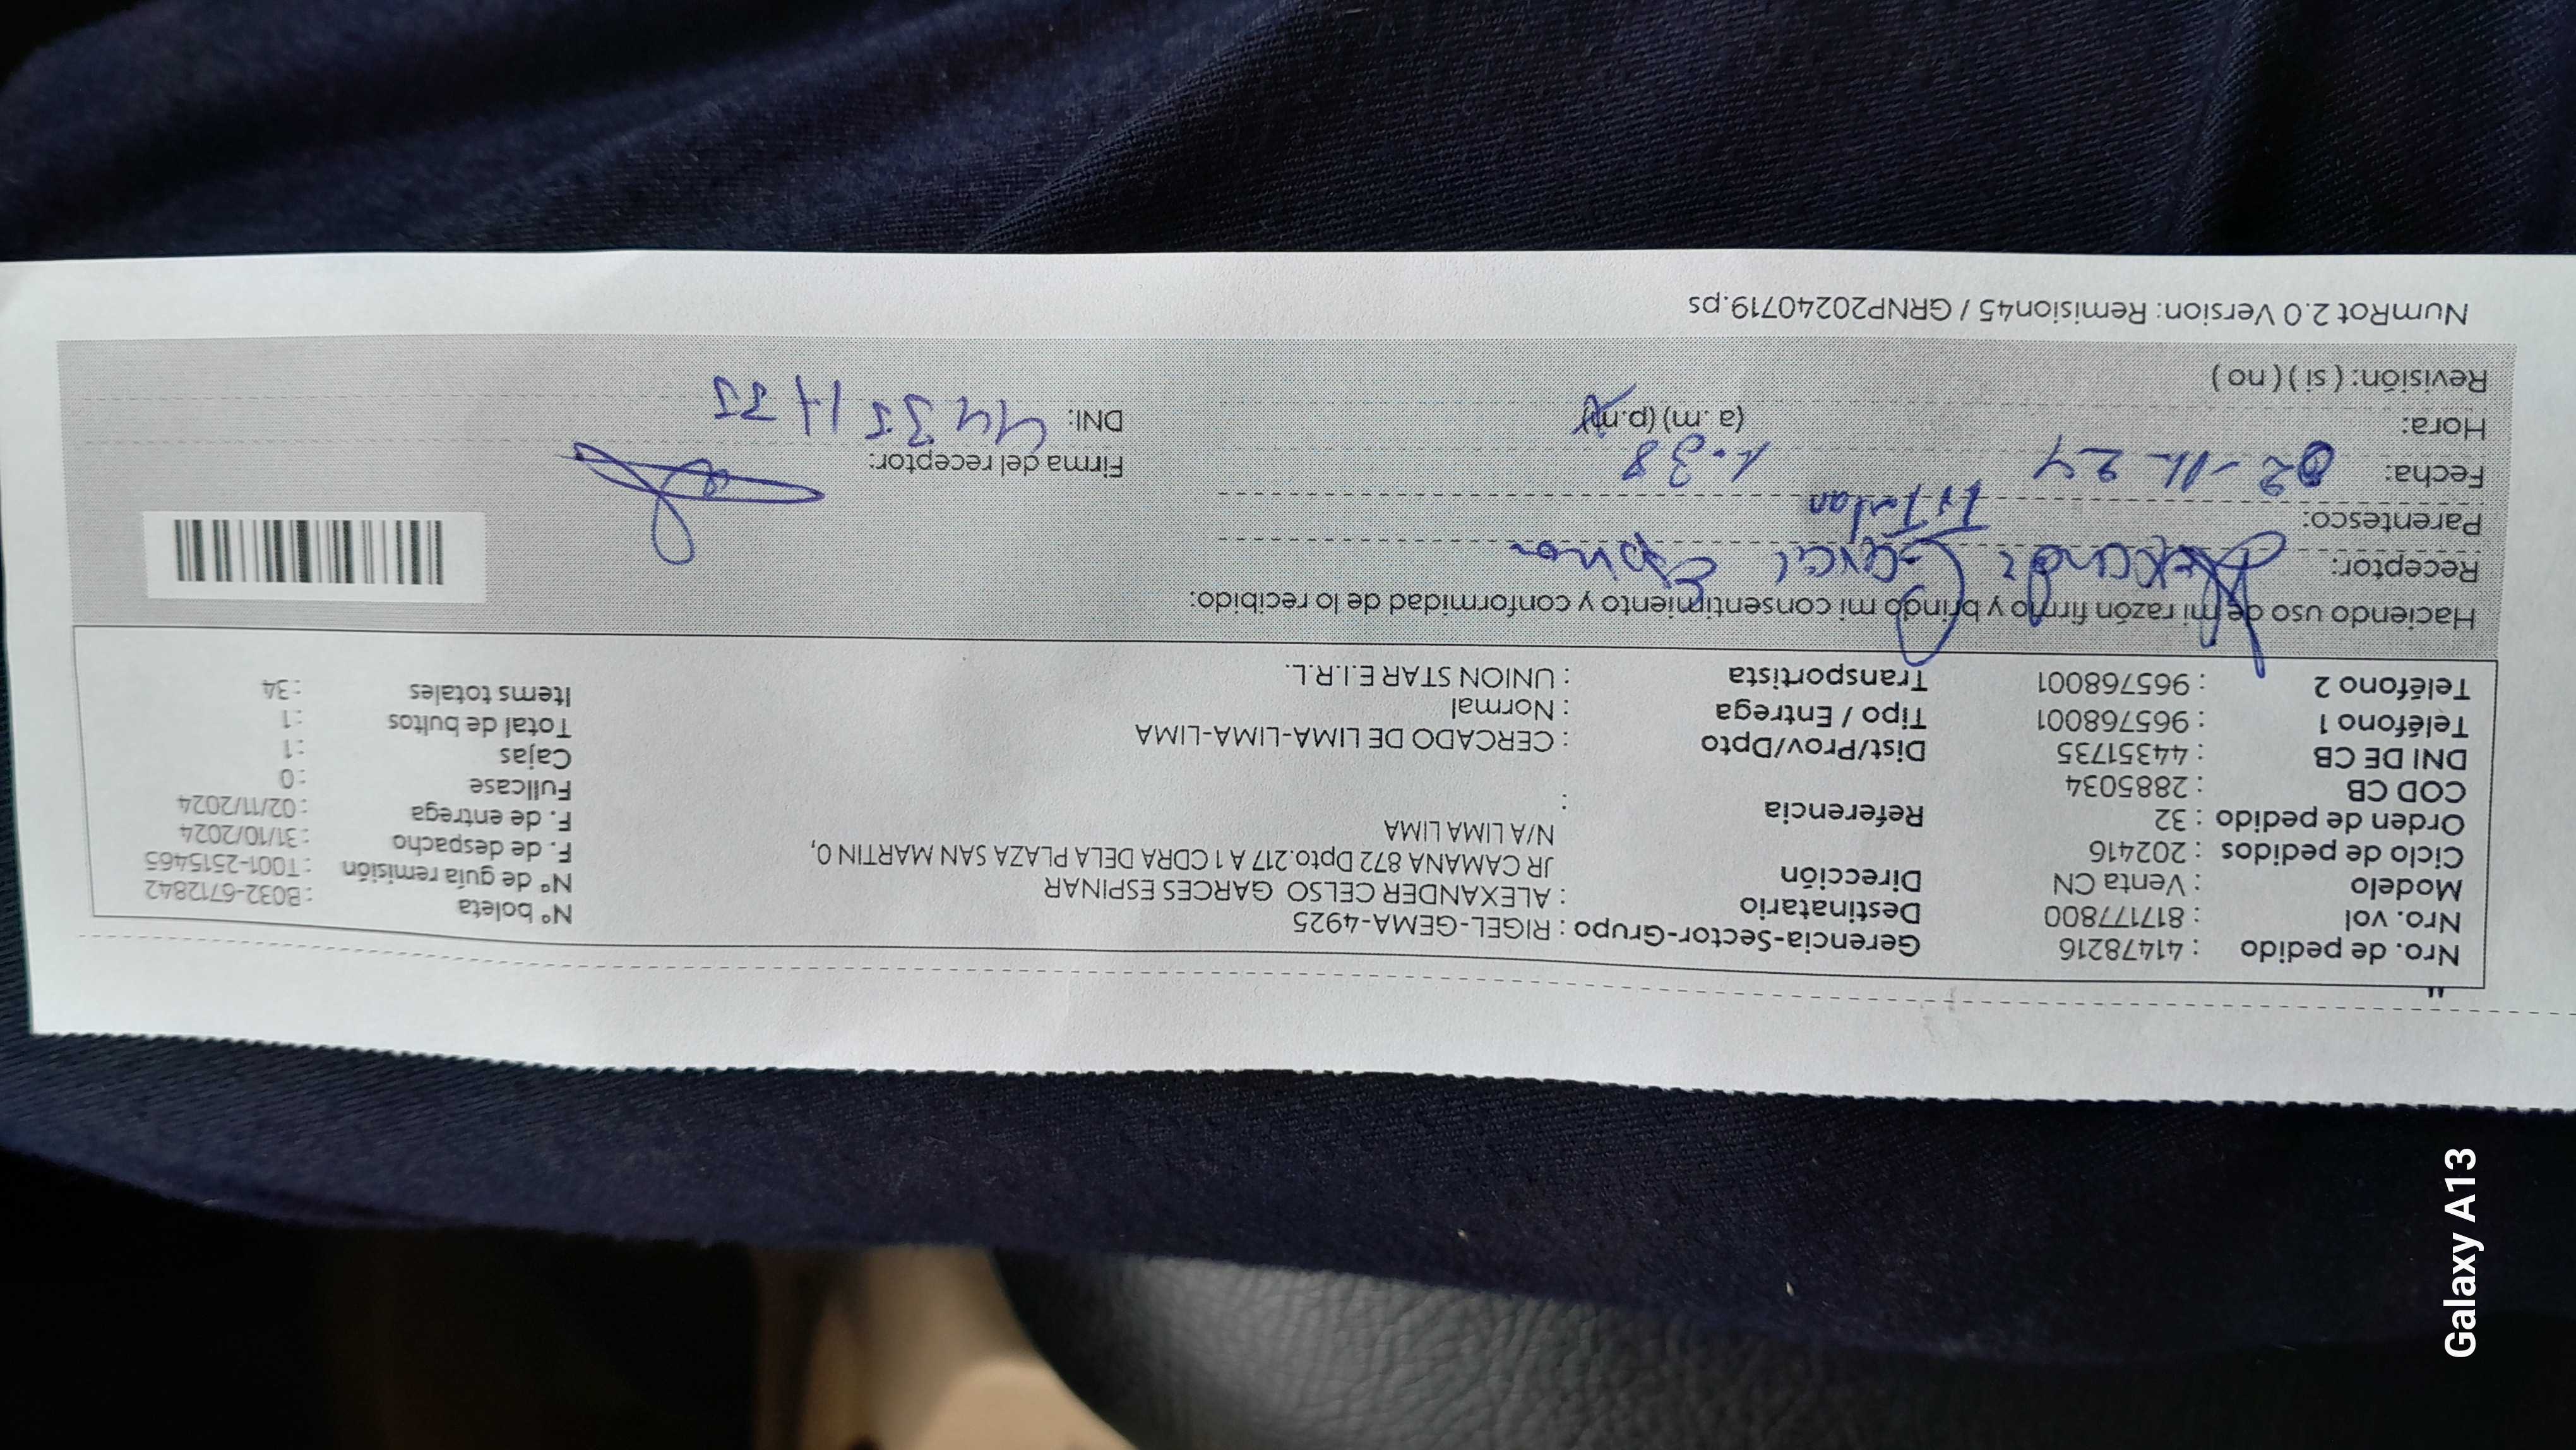 "
Nro. de pedido : 41478216 Gerencia-Sector-Grupo : RIGEL-GEMA-4925 N° boleta : B032-6712842
Nro. vol : 817177800 Destinatario : ALEXANDER CELSO GARCES ESPINAR N° de guía remisión : T001-2515465
Modelo : Venta CN Dirección JR CAMANA 872 Dpto.217 A 1 CDRA DE LA PLAZA SAN MARTIN 0, F. de despacho : 31/10/2024
Ciclo de pedidos : 202416 N/A LIMA LIMA F. de entrega : 02/11/2024
Orden de pedido : 32 Referencia : Fullcase : 0
COD CB : 2885034 Cajas : 1
DNI DE CB : 44351735 Dist/Prov/Dpto : CERCADO DE LIMA-LIMA-LIMA Total de bultos : 1
Teléfono 1 : 965768001 Tipo / Entrega : Normal Items totales : 34
Teléfono 2 : 965768001 Transportista : UNION STAR E.I.R.L.
Haciendo uso de mi razón firmo y brindo mi consentimiento y conformidad de lo recibido:
Receptor:
Parentesco: Titular
Fecha: 02-11-24 1.38 Firma del receptor:
Hora: (a.m) (p.m) DNI:
Revisión: ( si ) ( no )
NumRot 2.0 Version: Remision45 / GRNP20240719.ps
Galaxy A13